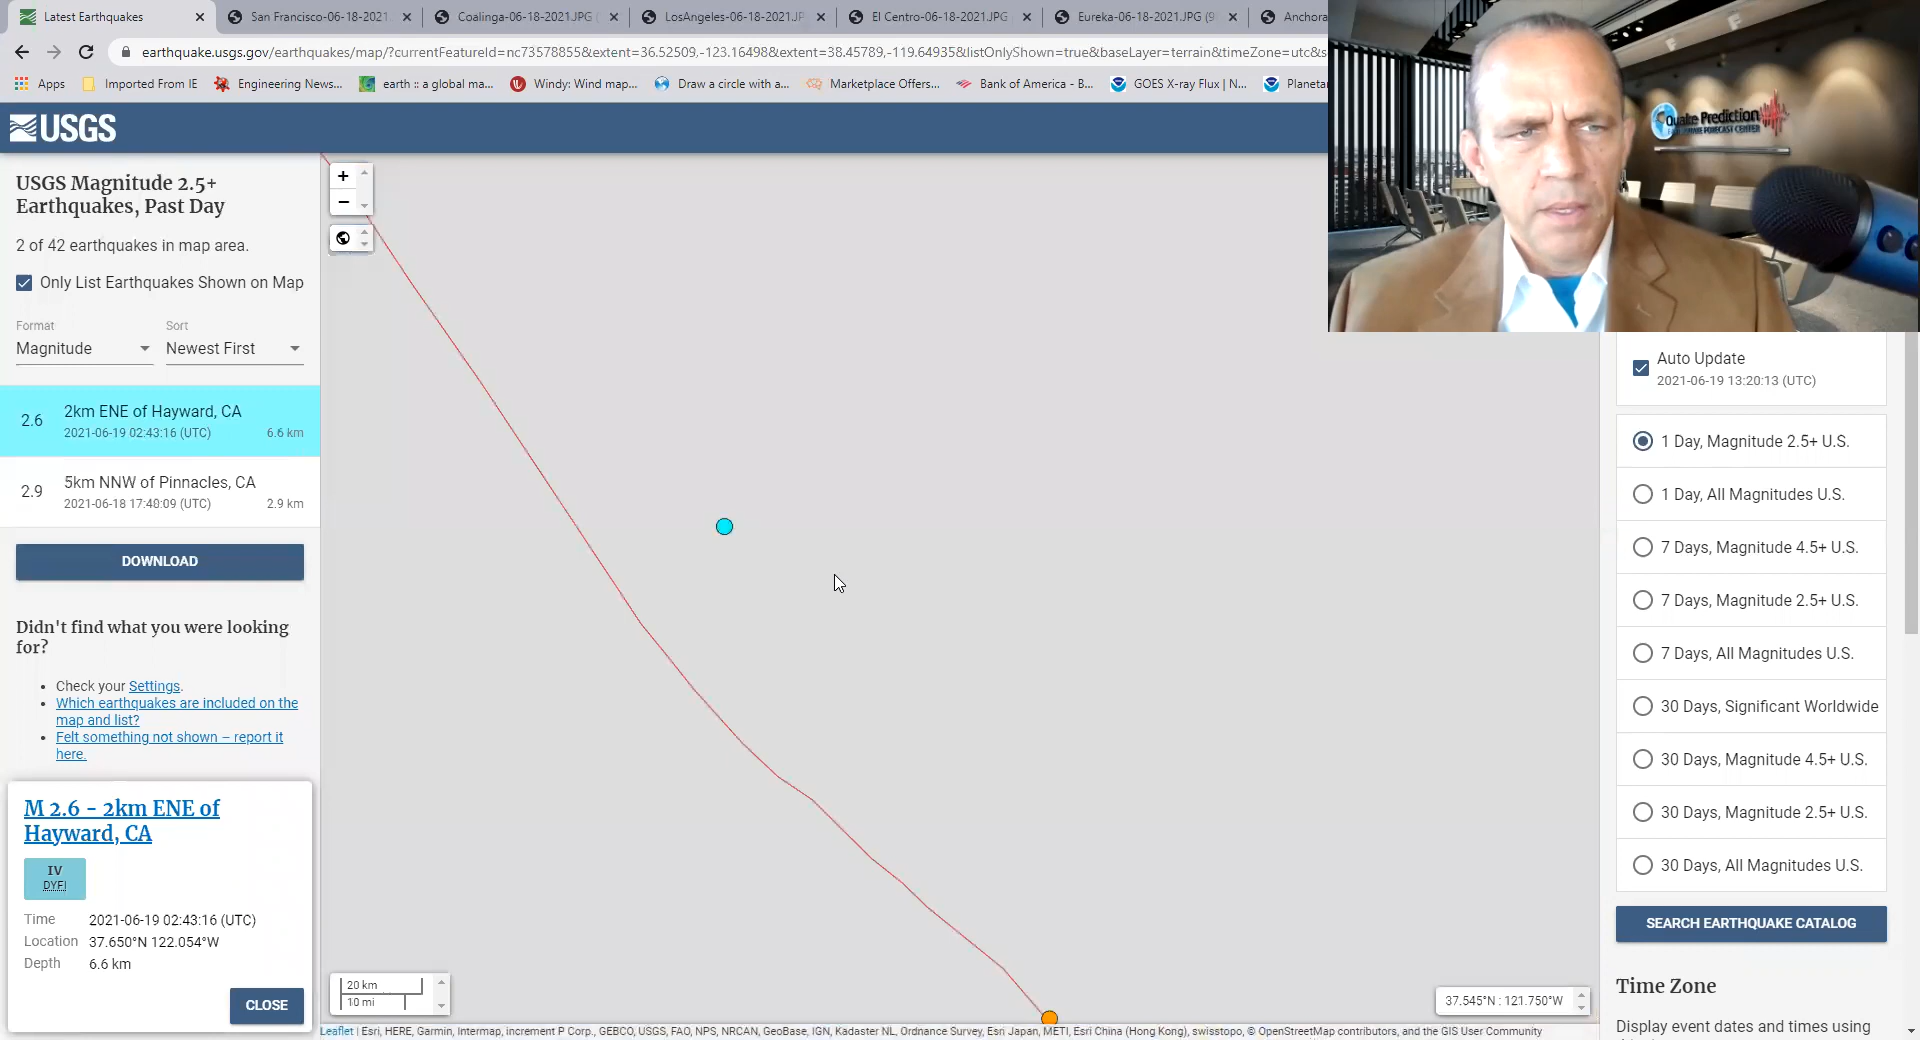 Latest Earthquakes
San Francisco-06-18-2021.
Coalinga-06-18-2021.JPG (
LosAngeles-06-18-2021.JP
El Centro-06-18-2021.JPG
Eureka-06-18-2021.JPG (9
Anchora
earthquake.usgs.gov/earthquakes/map/?currentFeatureId=nc73578855&extent=36.52509,-123.16498&extent=38.45789,-119.64935&listOnlyShown=true&baseLayer=terrain&timeZone=utc&s
Apps
Imported From IE
Engineering News...
earth :: a global ma...
Windy: Wind map...
Draw a circle with a...
Marketplace Offers...
Bank of America - B...
GOES X-ray Flux | N...
Planetar
USGS
Quake Prediction
USGS Magnitude 2.5+
Earthquakes, Past Day
2 of 42 earthquakes in map area.
Only List Earthquakes Shown on Map
Format
Sort
Magnitude
Newest First
2.6
2km ENE of Hayward, CA
2021-06-19 02:43:16 (UTC)
6.6 km
2.9
5km NNW of Pinnacles, CA
2021-06-18 17:40:09 (UTC)
2.9 km
DOWNLOAD
Didn't find what you were looking
for?
• Check your Settings.
• Which earthquakes are included on the
map and list?
• Felt something not shown – report it
here.
M 2.6 - 2km ENE of
Hayward, CA
IV
DYFI
Time 2021-06-19 02:43:16 (UTC)
Location 37.650°N 122.054°W
Depth 6.6 km
CLOSE
+
−
20 km
10 mi
37.545°N : 121.750°W
Leaflet | Esri, HERE, Garmin, Intermap, increment P Corp., GEBCO, USGS, FAO, NPS, NRCAN, GeoBase, IGN, Kadaster NL, Ordnance Survey, Esri Japan, METI, Esri China (Hong Kong), swisstopo, © OpenStreetMap contributors, and the GIS User Community
Auto Update
2021-06-19 13:20:13 (UTC)
1 Day, Magnitude 2.5+ U.S.
1 Day, All Magnitudes U.S.
7 Days, Magnitude 4.5+ U.S.
7 Days, Magnitude 2.5+ U.S.
7 Days, All Magnitudes U.S.
30 Days, Significant Worldwide
30 Days, Magnitude 4.5+ U.S.
30 Days, Magnitude 2.5+ U.S.
30 Days, All Magnitudes U.S.
SEARCH EARTHQUAKE CATALOG
Time Zone
Display event dates and times using